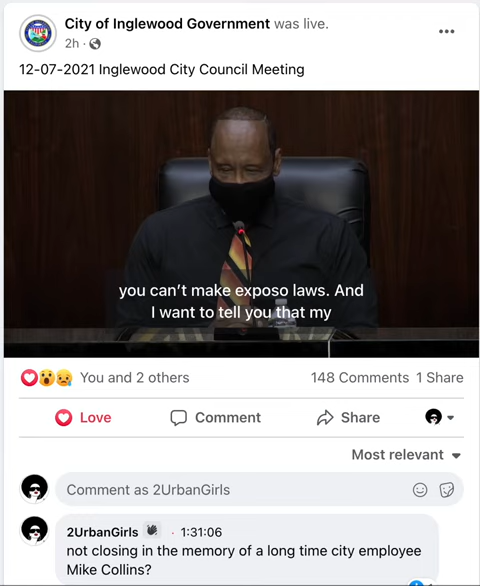 City of Inglewood Government was live.
2h ·
12-07-2021 Inglewood City Council Meeting
you can't make exposo laws. And
I want to tell you that my
You and 2 others 148 Comments 1 Share
Love Comment Share
Most relevant
Comment as 2UrbanGirls
2UrbanGirls · 1:31:06
not closing in the memory of a long time city employee
Mike Collins?